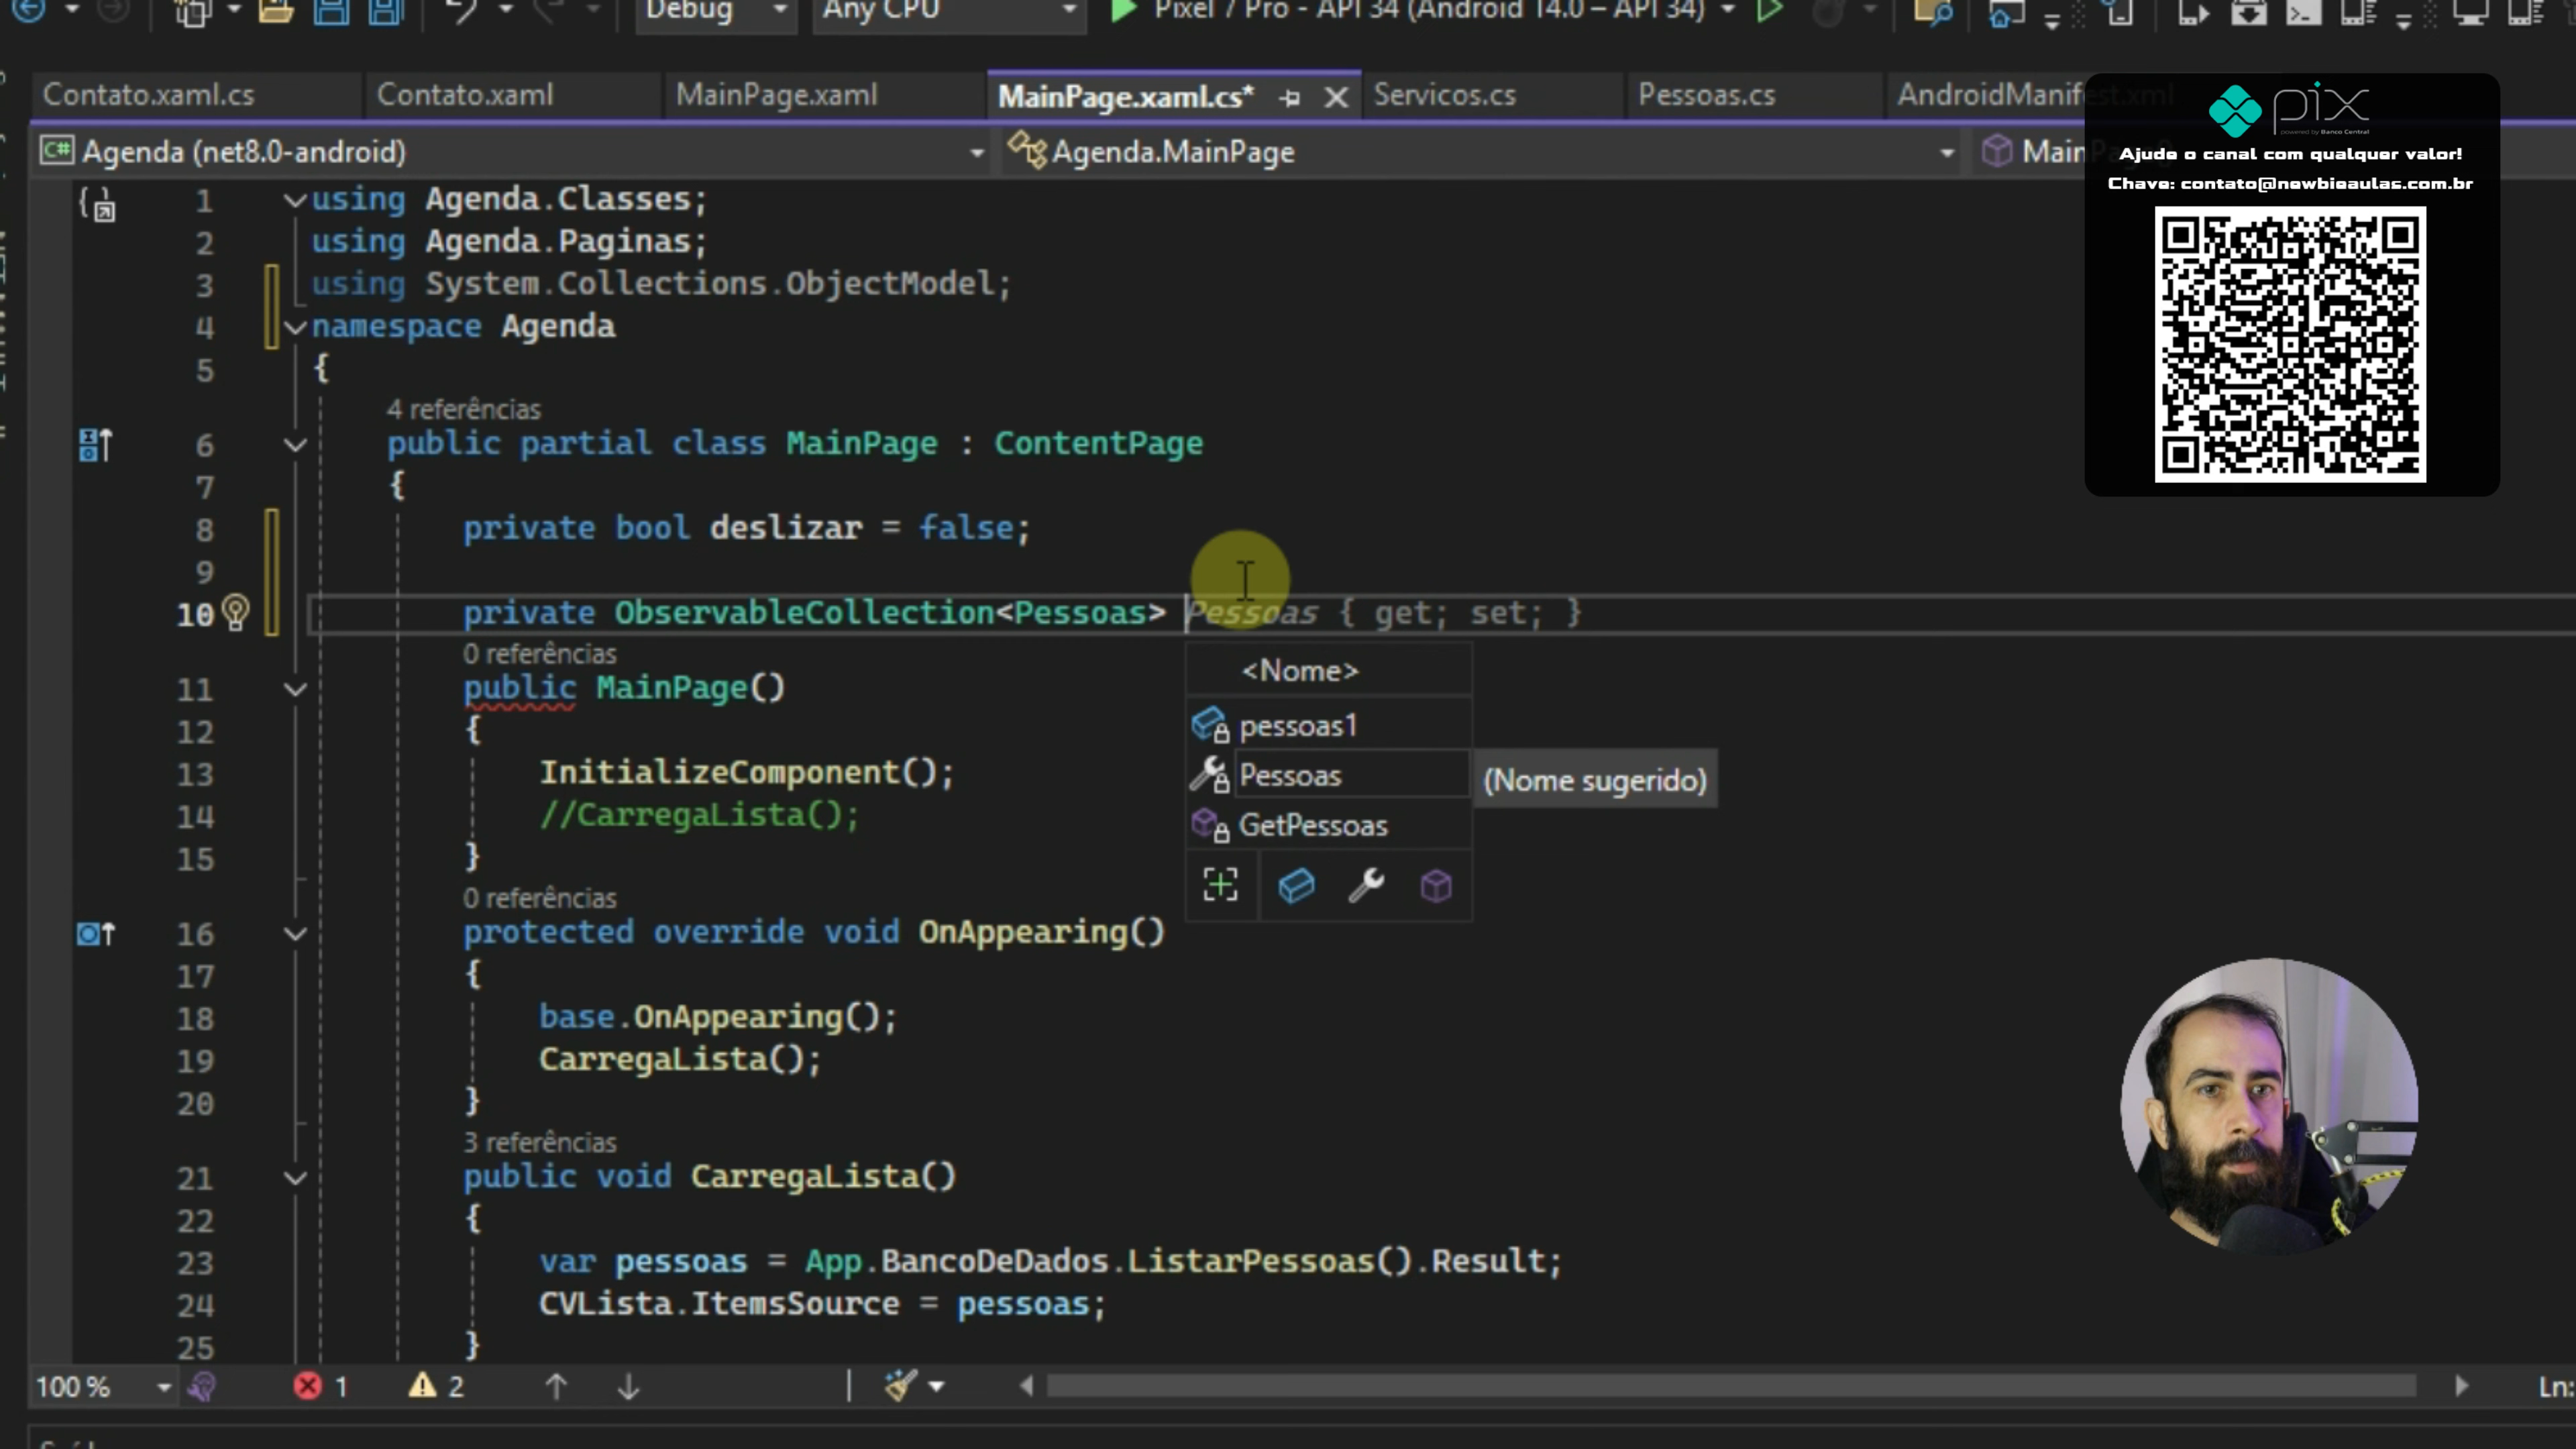 Debug
Any CPU
Pixel 7 Pro - API 34 (Android 14.0 – API 34)
Contato.xaml.cs
Contato.xaml
MainPage.xaml
MainPage.xaml.cs*
Servicos.cs
Pessoas.cs
AndroidManifest.xml
C# Agenda (net8.0-android)
Agenda.MainPage
Main
pix
powered by Banco Central
Ajude o canal com qualquer valor!
Chave: contato@newbieaulas.com.br
1 using Agenda.Classes;
2 using Agenda.Paginas;
3 using System.Collections.ObjectModel;
4 namespace Agenda
5 {
4 referências
6 public partial class MainPage : ContentPage
7 {
8 private bool deslizar = false;
9
10 private ObservableCollection<Pessoas> Pessoas { get; set; }
0 referências
11 public MainPage()
12 {
13 InitializeComponent();
14 //CarregaLista();
15 }
<Nome>
pessoas1
Pessoas
(Nome sugerido)
GetPessoas
0 referências
16 protected override void OnAppearing()
17 {
18 base.OnAppearing();
19 CarregaLista();
20 }
3 referências
21 public void CarregaLista()
22 {
23 var pessoas = App.BancoDeDados.ListarPessoas().Result;
24 CVLista.ItemsSource = pessoas;
25 }
100 %
1
2
Ln: